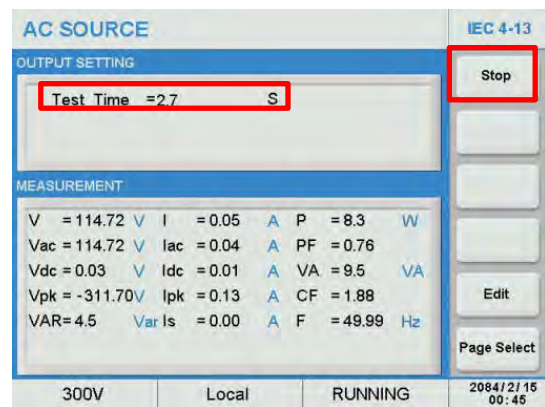 AC SOURCE
IEC 4-13
OUTPUT SETTING
Test Time =2.7 S
Stop
MEASUREMENT
V = 114.72 V I = 0.05 A P = 8.3 W
Vac = 114.72 V Iac = 0.04 A PF = 0.76
Vdc = 0.03 V Idc = 0.01 A VA = 9.5 VA
Vpk = -311.70V Ipk = 0.13 A CF = 1.88
VAR= 4.5 Var Is = 0.00 A F = 49.99 Hz
Edit
Page Select
300V Local RUNNING
2084/2/15
00:45